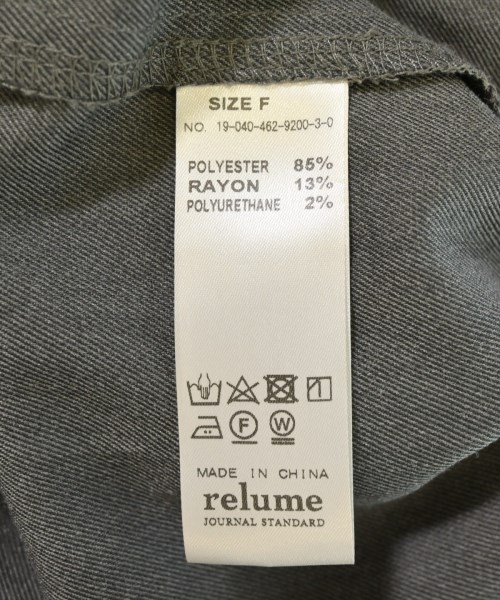 SIZE F
NO. 19-040-462-9200-3-0
POLYESTER 85%
RAYON 13%
POLYURETHANE 2%
F W
MADE IN CHINA
relume
JOURNAL STANDARD